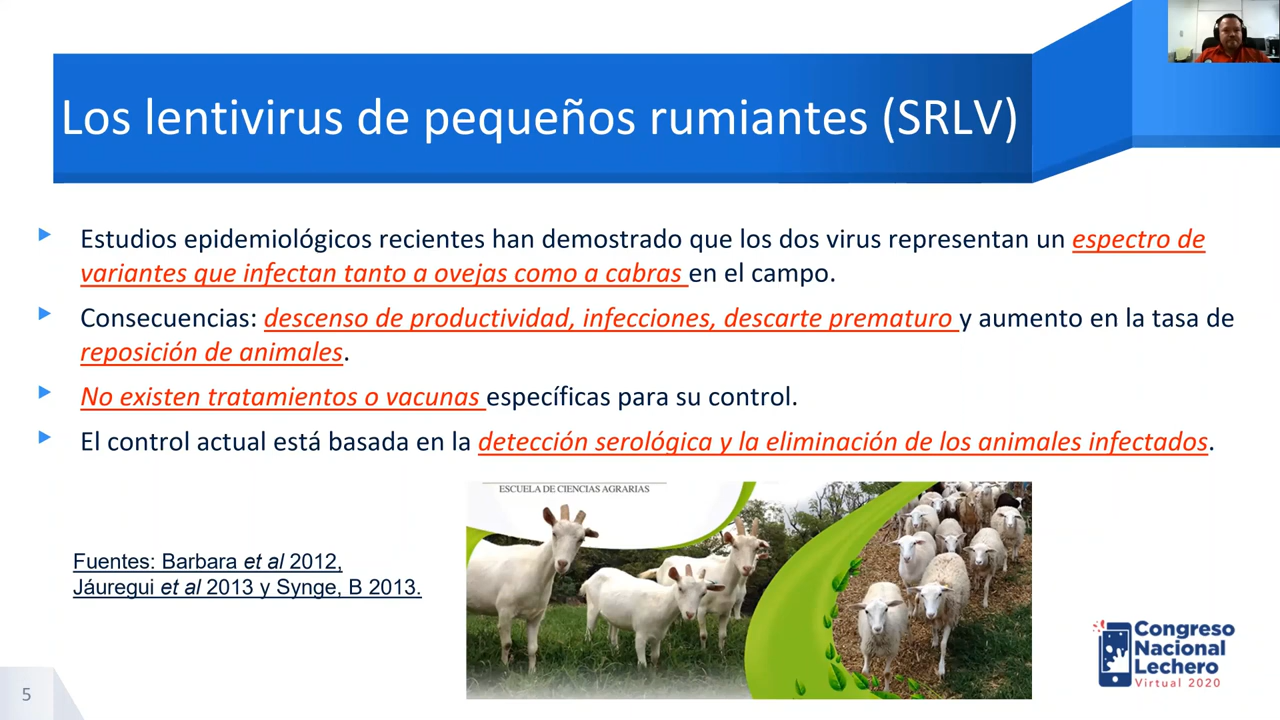 Los lentivirus de pequeños rumiantes (SRLV)
Estudios epidemiológicos recientes han demostrado que los dos virus representan un espectro de
variantes que infectan tanto a ovejas como a cabras en el campo.
Consecuencias: descenso de productividad, infecciones, descarte prematuro y aumento en la tasa de
reposición de animales.
No existen tratamientos o vacunas específicas para su control.
El control actual está basada en la detección serológica y la eliminación de los animales infectados.
ESCUELA DE CIENCIAS AGRARIAS
Fuentes: Barbara et al 2012,
Jáuregui et al 2013 y Synge, B 2013.
Congreso
Nacional
Lechero
Virtual 2020
5